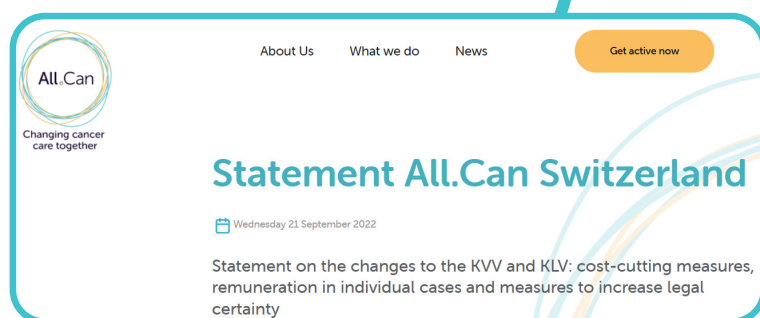 About Us What we do News Get active now
All.Can
Changing cancer
care together
Statement All.Can Switzerland
Wednesday 21 September 2022
Statement on the changes to the KVV and KLV: cost-cutting measures,
remuneration in individual cases and measures to increase legal
certainty